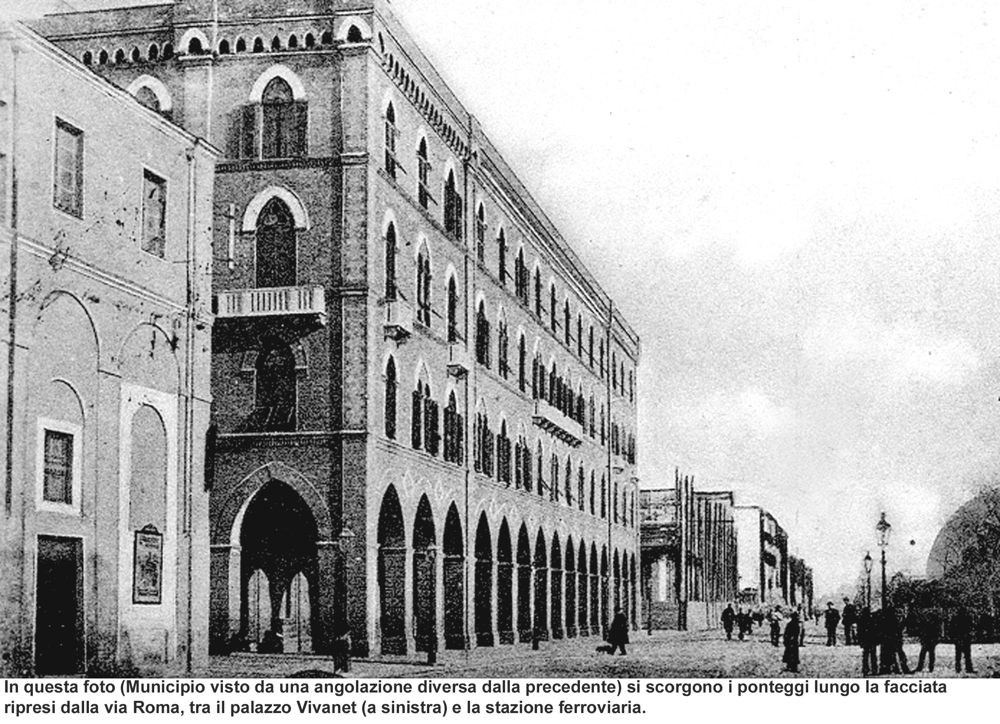 In questa foto (Municipio visto da una angolazione diversa dalla precedente) si scorgono i ponteggi lungo la facciata
ripresi dalla via Roma, tra il palazzo Vivanet (a sinistra) e la stazione ferroviaria.